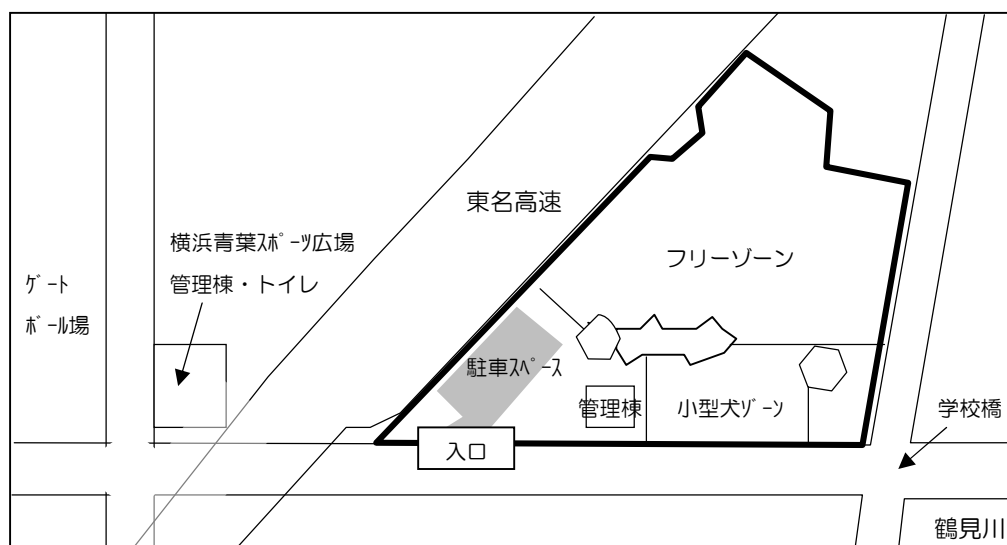 東名高速
横浜青葉ｽﾎﾟｰﾂ広場
管理棟・トイレ
ｹﾞｰﾄ
ﾎﾞｰﾙ場
フリーゾーン
駐車ｽﾍﾟｰｽ
管理棟
小型犬ｿﾞｰﾝ
学校橋
入口
鶴見川